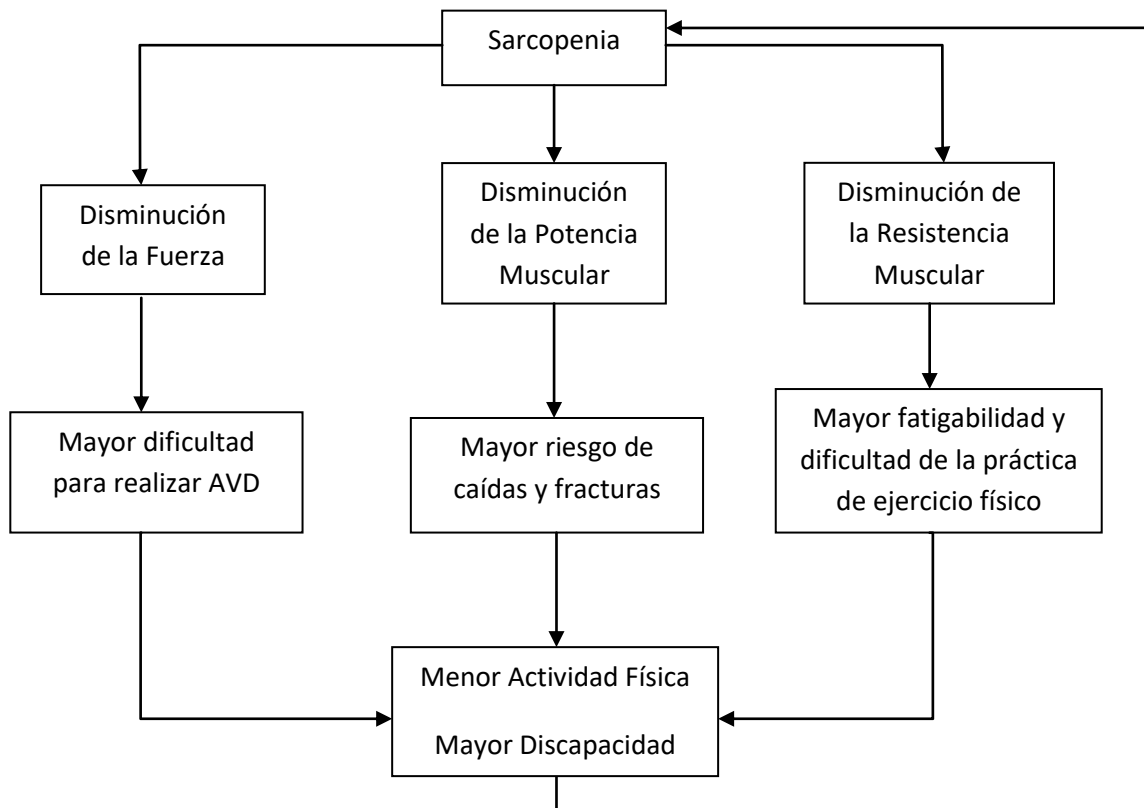 Sarcopenia
Disminución
de la Fuerza
Disminución
de la Potencia
Muscular
Disminución de
la Resistencia
Muscular
Mayor dificultad
para realizar AVD
Mayor riesgo de
caídas y fracturas
Mayor fatigabilidad y
dificultad de la práctica
de ejercicio físico
Menor Actividad Física
Mayor Discapacidad